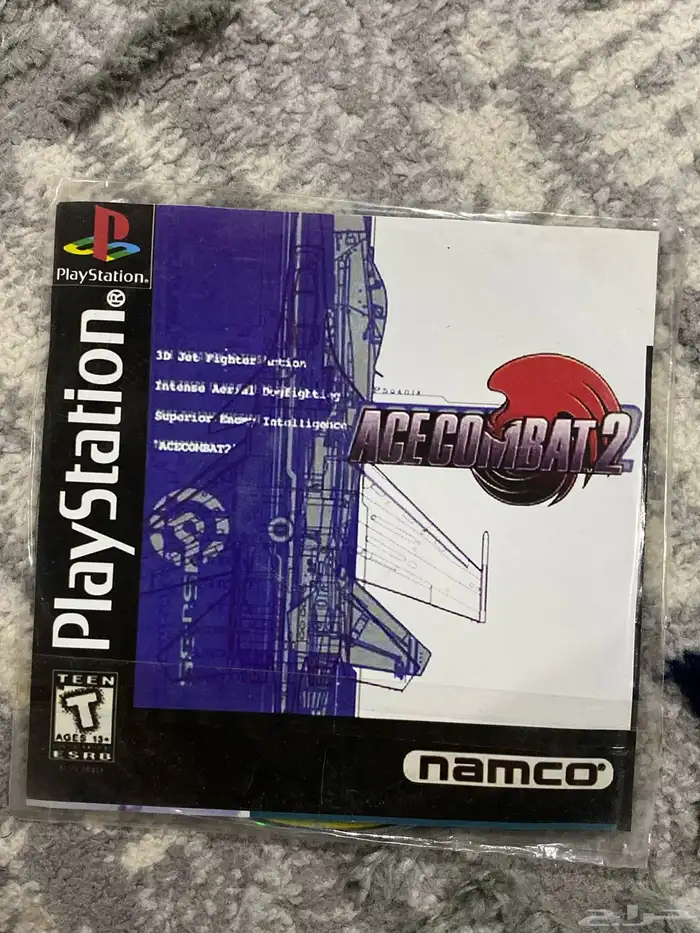 PlayStation®
PlayStation®
3D Jet Fighter Action
Intense Aerial Dogfighting
Superior Enemy Intelligence
"ACECOMBAT2"
PHOENIX
ACE COMBAT 2
TEEN
T
AGES 13+
ESRB
namco®
حراج